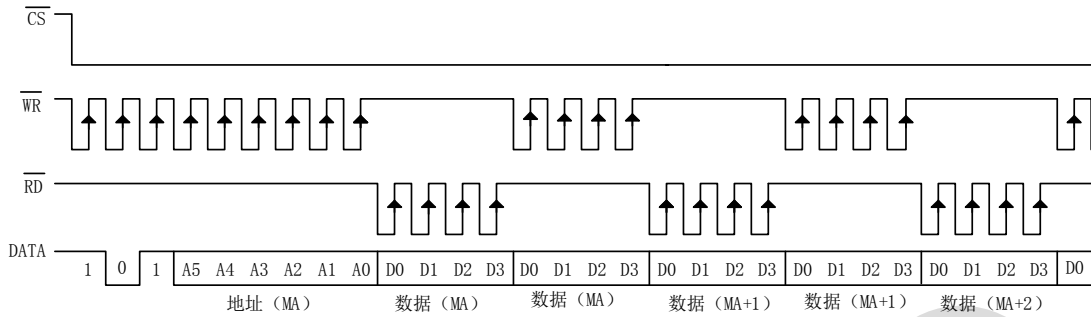 CS
WR
RD
DATA
1 0 1 A5 A4 A3 A2 A1 A0 D0 D1 D2 D3 D0 D1 D2 D3 D0 D1 D2 D3 D0 D1 D2 D3 D0 D1 D2 D3 D0
地址（MA） 数据（MA） 数据（MA） 数据（MA+1） 数据（MA+1） 数据（MA+2）